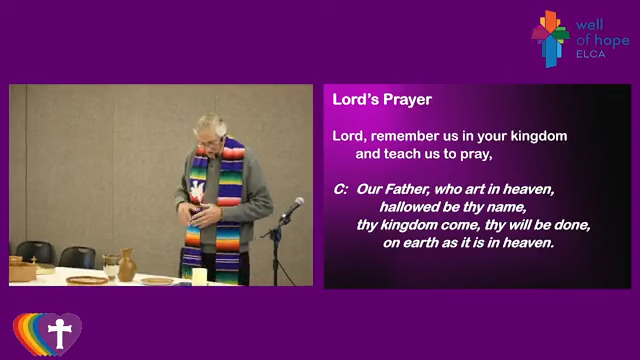 well
of hope
ELCA
Lord's Prayer
Lord, remember us in your kingdom
and teach us to pray,
C: Our Father, who art in heaven,
hallowed be thy name,
thy kingdom come, thy will be done,
on earth as it is in heaven.